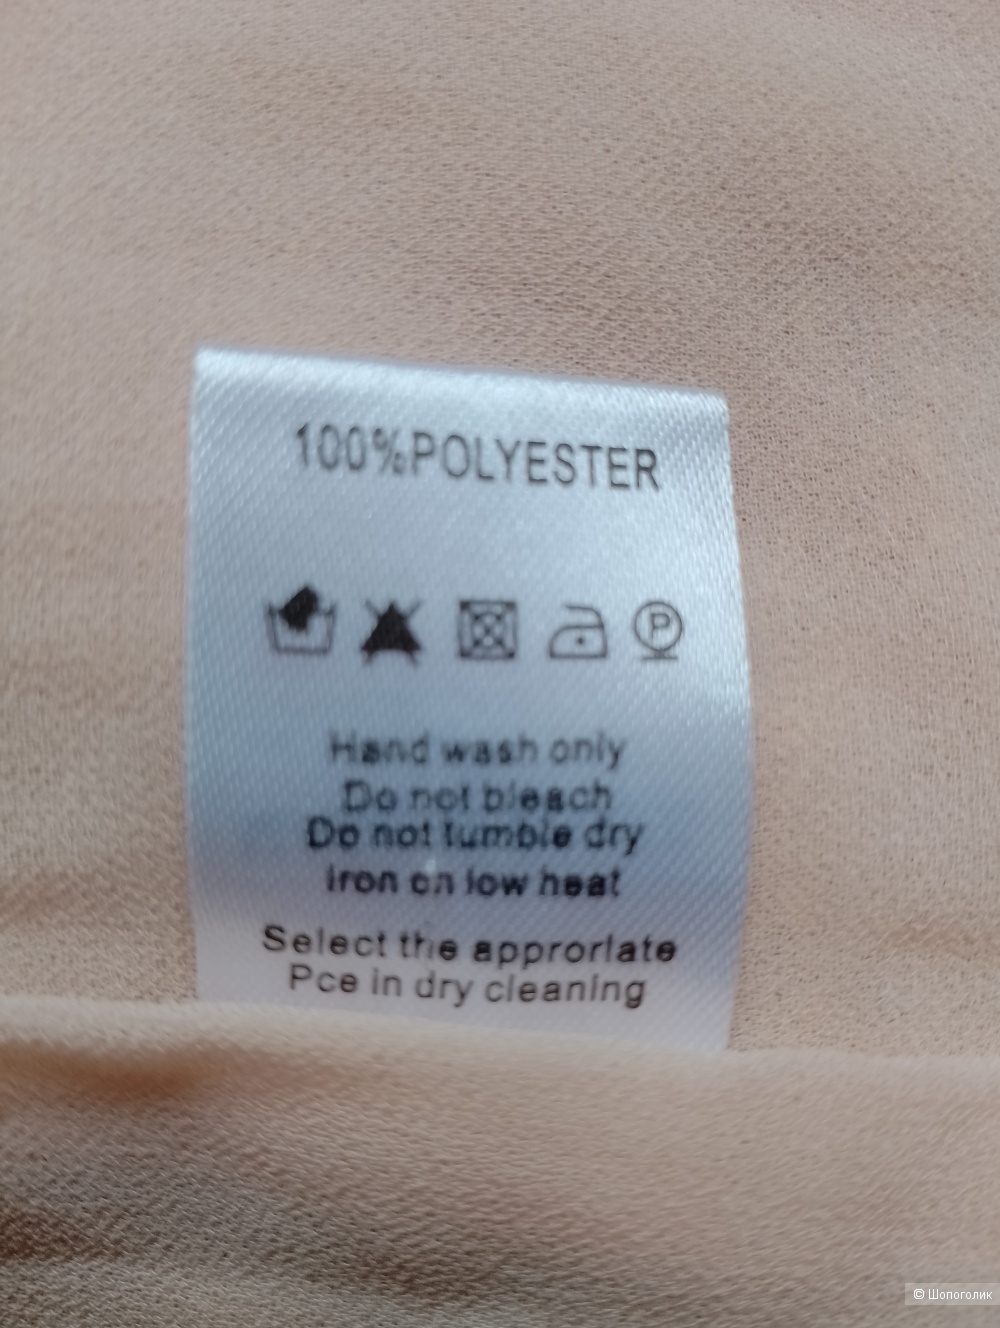 100%POLYESTER
P
Hand wash only
Do not bleach
Do not tumble dry
Iron on low heat
Select the approrlate
Pce in dry cleaning
© Шопоголик